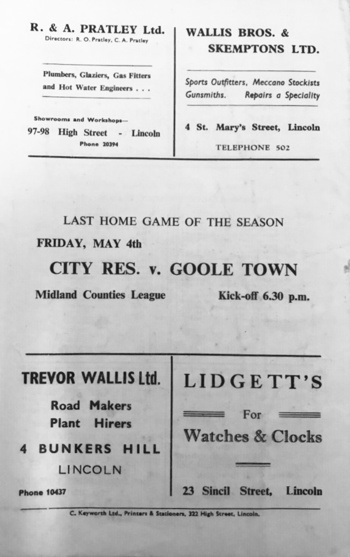 R. & A. PRATLEY Ltd.
Directors: R. O. Pratley, C. A. Pratley
Plumbers, Glaziers, Gas Fitters
and Hot Water Engineers . . .
Showrooms and Workshops—
97-98 High Street - Lincoln
Phone 20394
WALLIS BROS. &
SKEMPTONS LTD.
Sports Outfitters, Meccano Stockists
Gunsmiths. Repairs a Speciality
4 St. Mary's Street, Lincoln
TELEPHONE 502
LAST HOME GAME OF THE SEASON
FRIDAY, MAY 4th
CITY RES. v. GOOLE TOWN
Midland Counties League Kick-off 6.30 p.m.
TREVOR WALLIS Ltd.
Road Makers
Plant Hirers
4 BUNKERS HILL
LINCOLN
Phone 10437
LIDGETT'S
For
Watches & Clocks
23 Sincil Street, Lincoln
C. Keyworth Ltd., Printers & Stationers, 323 High Street, Lincoln.